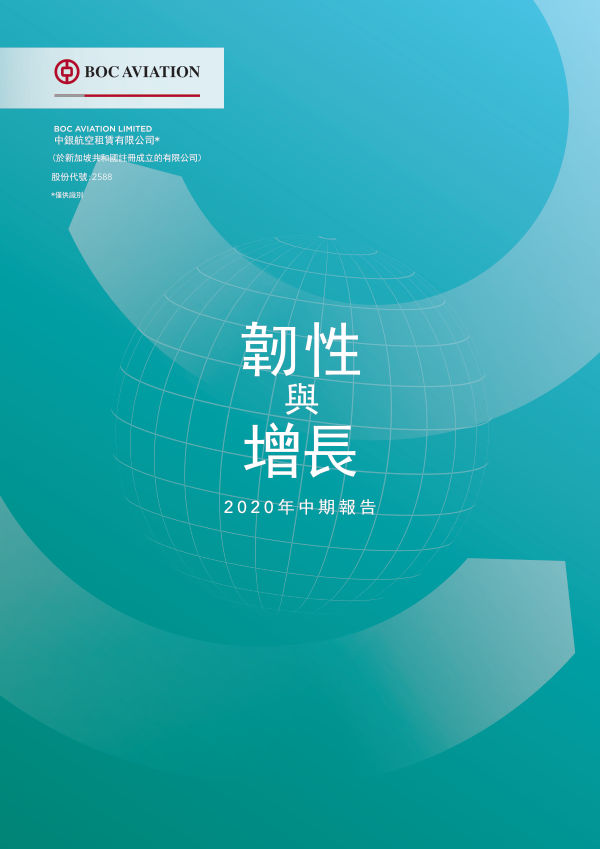 BOC AVIATION
BOC AVIATION LIMITED
中銀航空租賃有限公司*
(於新加坡共和國註冊成立的有限公司)
股份代號:2588
*僅供識別
韌性
與
增長
2020年中期報告